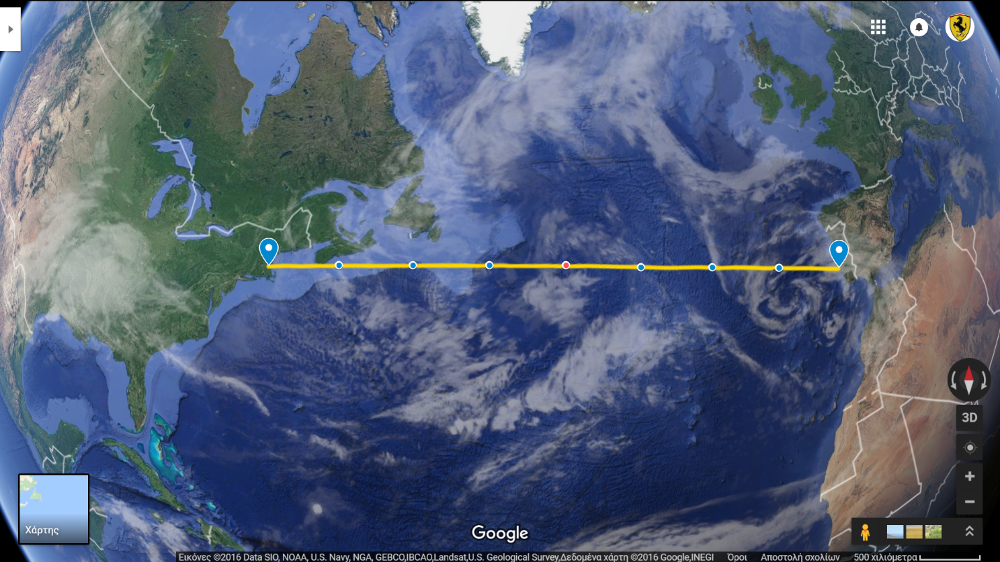 3D
Χάρτης
Google
Εικόνες ©2016 Data SIO, NOAA, U.S. Navy, NGA, GEBCO,IBCAO,Landsat,U.S. Geological Survey,Δεδομένα χάρτη ©2016 Google,INEGI Όροι Αποστολή σχολίων 500 χιλιόμετρα